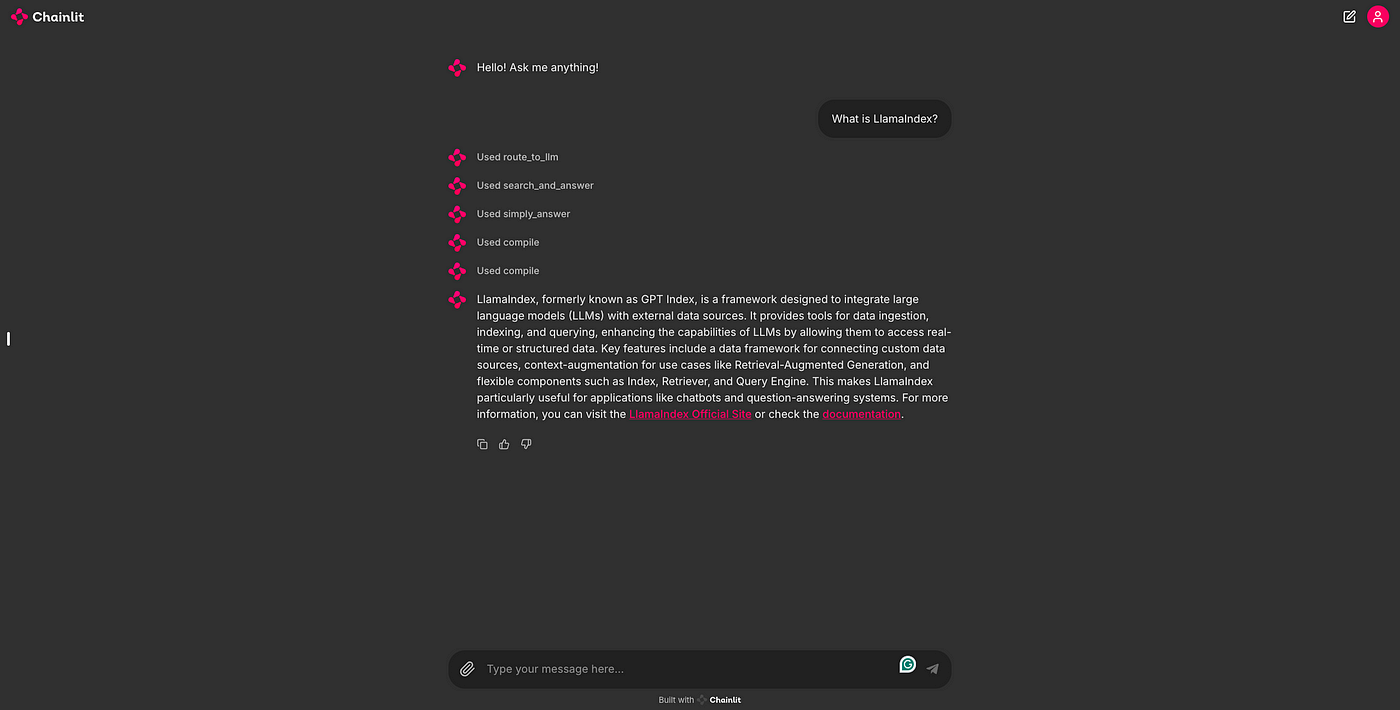 Chainlit
Hello! Ask me anything!
What is LlamaIndex?
Used route_to_llm
Used search_and_answer
Used simply_answer
Used compile
Used compile
LlamaIndex, formerly known as GPT Index, is a framework designed to integrate large
language models (LLMs) with external data sources. It provides tools for data ingestion,
indexing, and querying, enhancing the capabilities of LLMs by allowing them to access real-
time or structured data. Key features include a data framework for connecting custom data
sources, context-augmentation for use cases like Retrieval-Augmented Generation, and
flexible components such as Index, Retriever, and Query Engine. This makes LlamaIndex
particularly useful for applications like chatbots and question-answering systems. For more
information, you can visit the LlamaIndex Official Site or check the documentation.
Type your message here...
Built with Chainlit